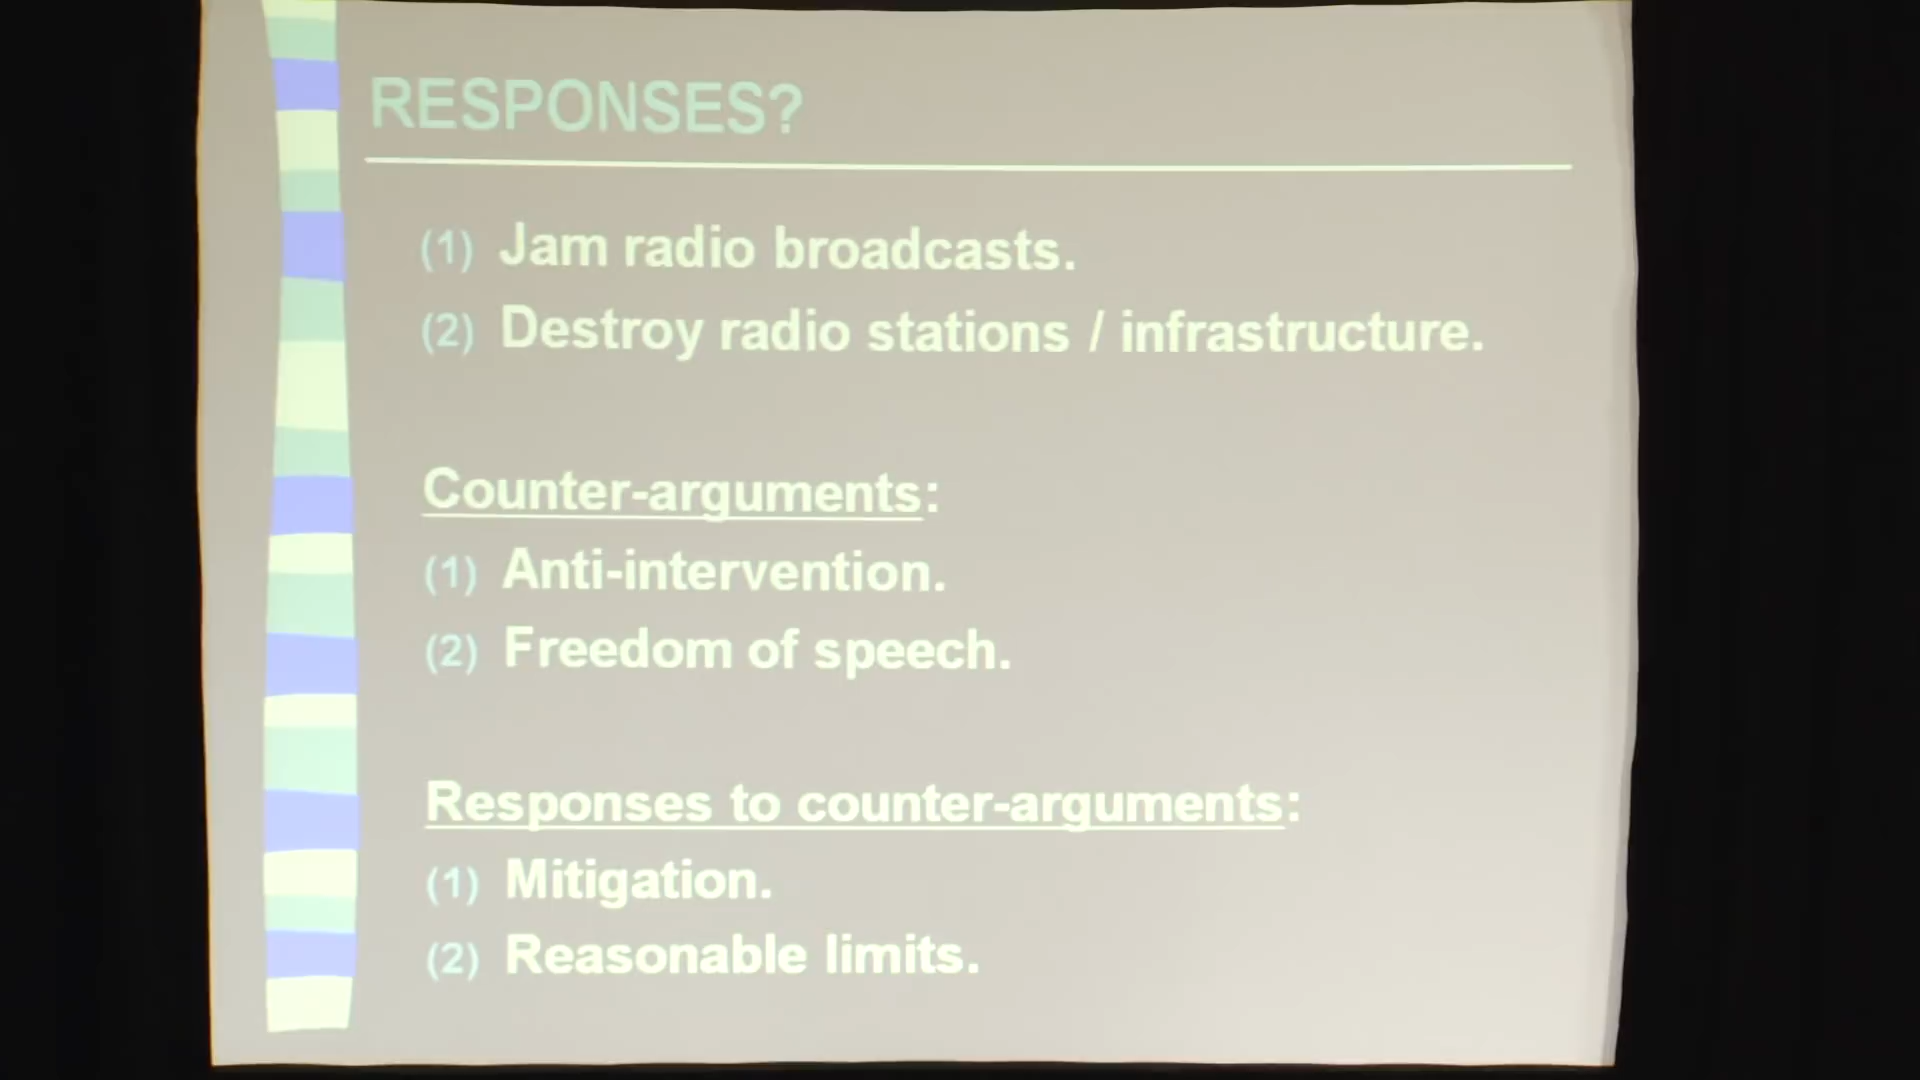 RESPONSES?
(1) Jam radio broadcasts.
(2) Destroy radio stations / infrastructure.
Counter-arguments:
(1) Anti-intervention.
(2) Freedom of speech.
Responses to counter-arguments:
(1) Mitigation.
(2) Reasonable limits.